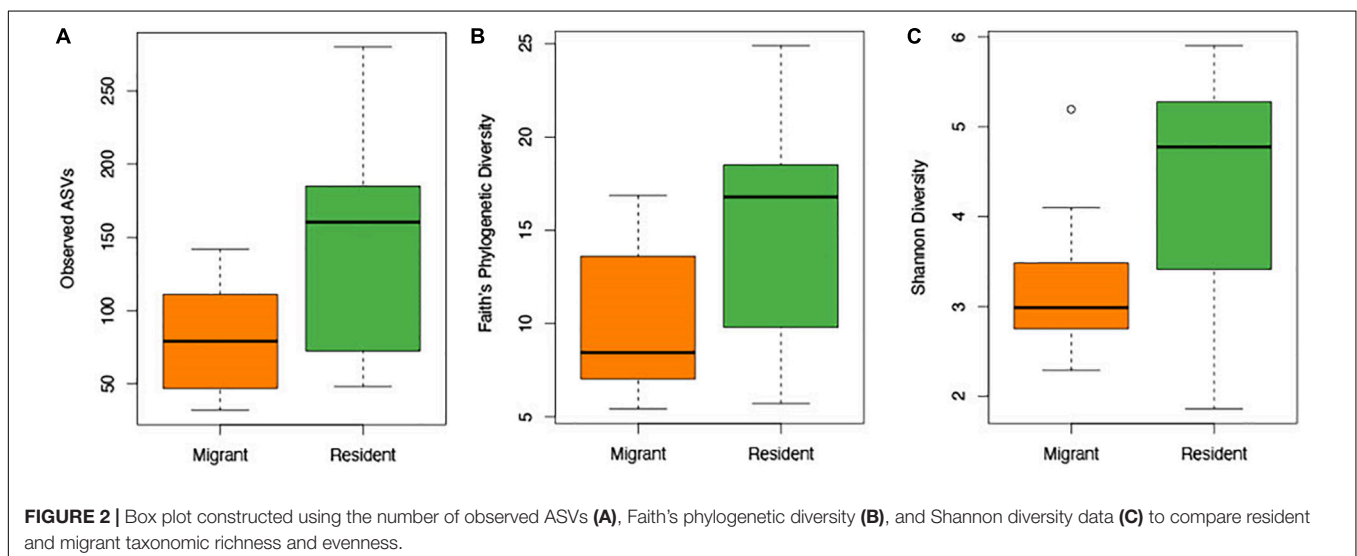 A
Observed ASVs
250
200
150
100
50
Migrant Resident
B
Faith's Phylogenetic Diversity
25
20
15
10
5
Migrant Resident
C
Shannon Diversity
6
5
4
3
2
Migrant Resident
FIGURE 2 | Box plot constructed using the number of observed ASVs (A), Faith's phylogenetic diversity (B), and Shannon diversity data (C) to compare resident
and migrant taxonomic richness and evenness.